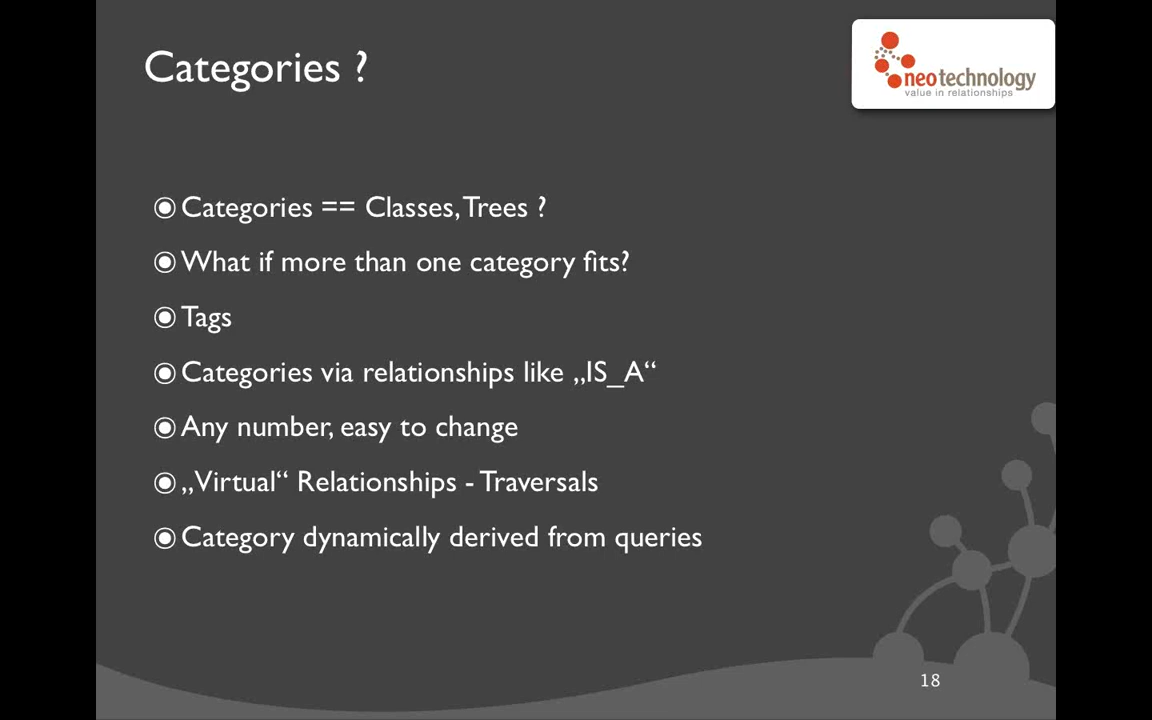 Categories ?
neotechnology
value in relationships
Categories == Classes, Trees ?
What if more than one category fits?
Tags
Categories via relationships like „IS_A“
Any number, easy to change
„Virtual“ Relationships - Traversals
Category dynamically derived from queries
18